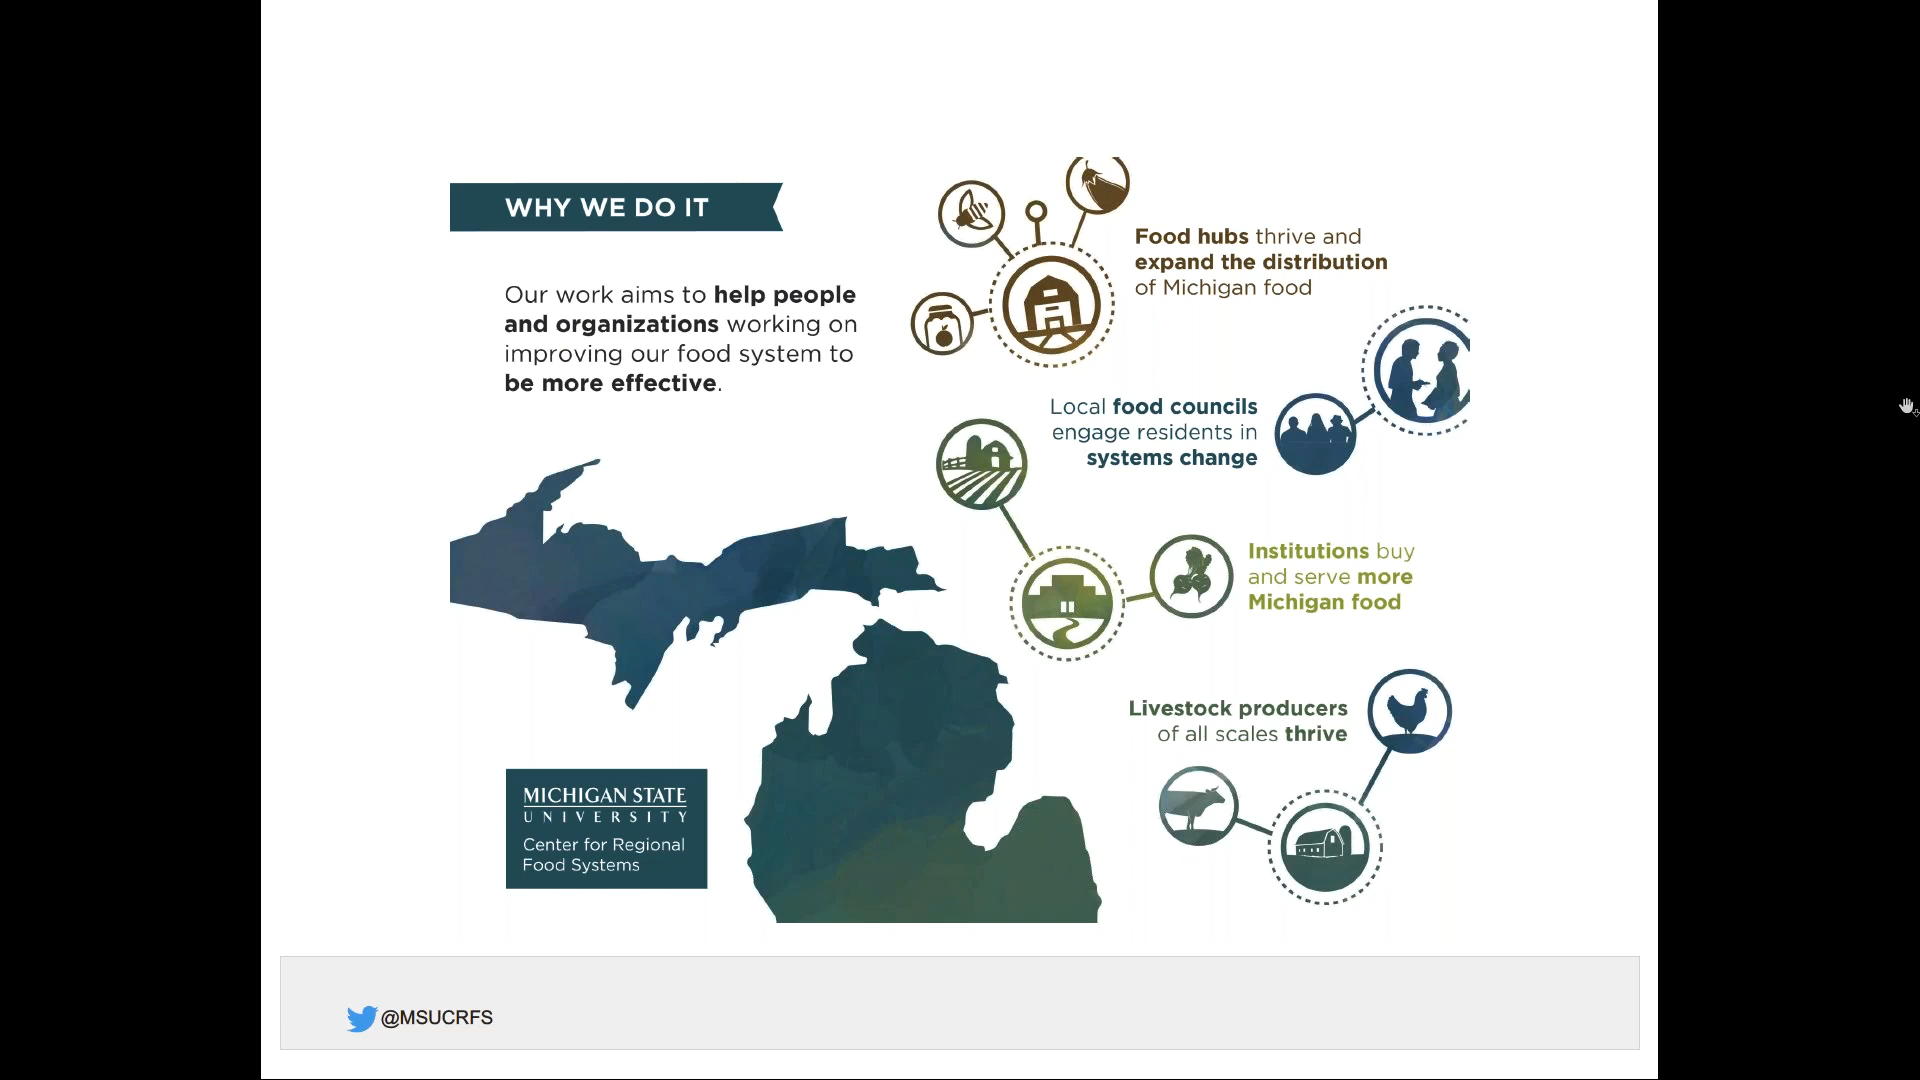 WHY WE DO IT
Our work aims to help people
and organizations working on
improving our food system to
be more effective.
Food hubs thrive and
expand the distribution
of Michigan food
Local food councils
engage residents in
systems change
Institutions buy
and serve more
Michigan food
Livestock producers
of all scales thrive
MICHIGAN STATE
UNIVERSITY
Center for Regional
Food Systems
@MSUCRFS